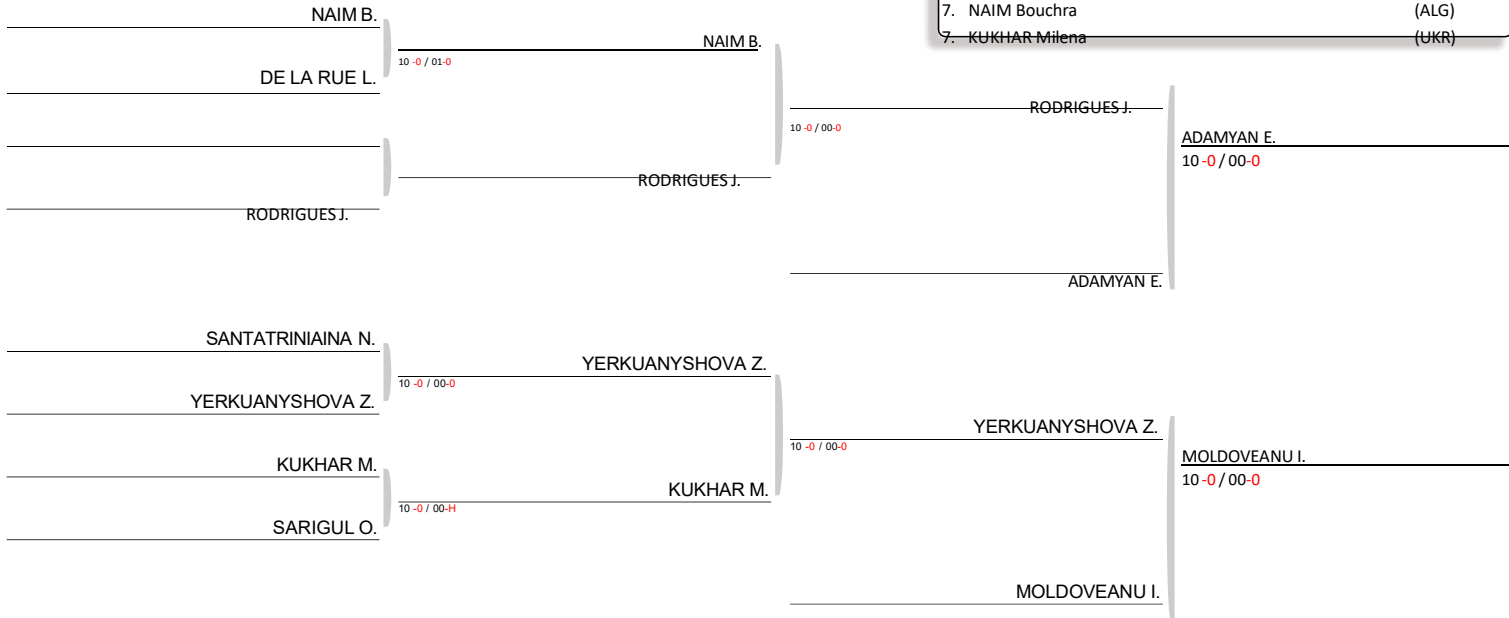 NAIM B.
10 -0 / 01-0
DE LA RUE L.
NAIM B.
RODRIGUES J.
RODRIGUES J.
10 -0 / 00-0
RODRIGUES J.
ADAMYAN E.
10 -0 / 00-0
ADAMYAN E.
7. NAIM Bouchra (ALG)
7. KUKHAR Milena (UKR)
SANTATRINIAINA N.
10 -0 / 00-0
YERKUANYSHOVA Z.
YERKUANYSHOVA Z.
KUKHAR M.
10 -0 / 00-H
SARIGUL O.
KUKHAR M.
10 -0 / 00-0
YERKUANYSHOVA Z.
MOLDOVEANU I.
10 -0 / 00-0
MOLDOVEANU I.